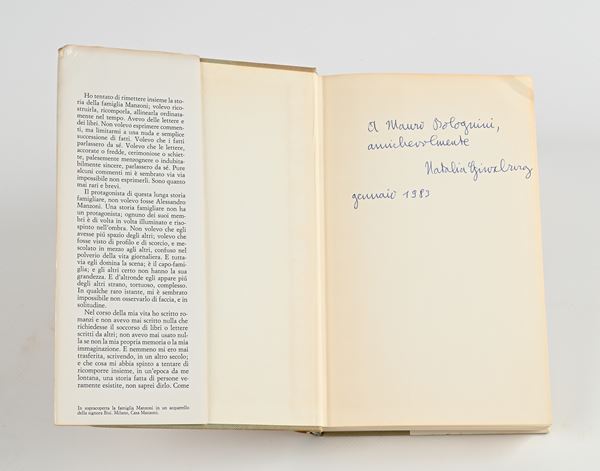 Ho tentato di rimettere insieme la sto-
ria della famiglia Manzoni; volevo rico-
struirla, ricomporla, allinearla ordinata-
mente nel tempo. Avevo delle lettere e
dei libri. Non volevo esprimere commen-
ti, ma limitarmi a una nuda e semplice
successione di fatti. Volevo che i fatti
parlassero da sé. Volevo che le lettere,
accorate o fredde, cerimoniose o schiet-
te, palesemente menzognere o indubita-
bilmente sincere, parlassero da sé. Pure
alcuni commenti mi è sembrato via via
impossibile non esprimerli. Sono quanto
mai rari e brevi.
Il protagonista di questa lunga storia
famigliare, non volevo fosse Alessandro
Manzoni. Una storia famigliare non ha
un protagonista; ognuno dei suoi mem-
bri è di volta in volta illuminato e riso-
spinto nell'ombra. Non volevo che egli
avesse piú spazio degli altri; volevo che
fosse visto di profilo e di scorcio, e me-
scolato in mezzo agli altri, confuso nel
polverio della vita giornaliera. E tutta-
via egli domina la scena; è il capo-fami-
glia; e gli altri certo non hanno la sua
grandezza. E d'altronde egli appare piú
degli altri strano, tortuoso, complesso.
In qualche raro istante, mi è sembrato
impossibile non osservarlo di faccia, e in
solitudine.
Nel corso della mia vita ho scritto ro-
manzi e non avevo mai scritto nulla che
richiedesse il soccorso di libri o lettere
scritti da altri; non avevo mai usato nul-
la se non la mia propria memoria o la mia
immaginazione. E nemmeno mi ero mai
trasferita, scrivendo, in un altro secolo;
e che cosa mi abbia spinto a tentare di
ricomporre insieme, in un'epoca da me
lontana, una storia fatta di persone ve-
ramente esistite, non saprei dirlo. Come
In sopraccoperta la famiglia Manzoni in un acquarello
della signora Bisi. Milano, Casa Manzoni.
A Mauro Bolognini,
amichevolmente
Natalia Ginzburg
gennaio 1983